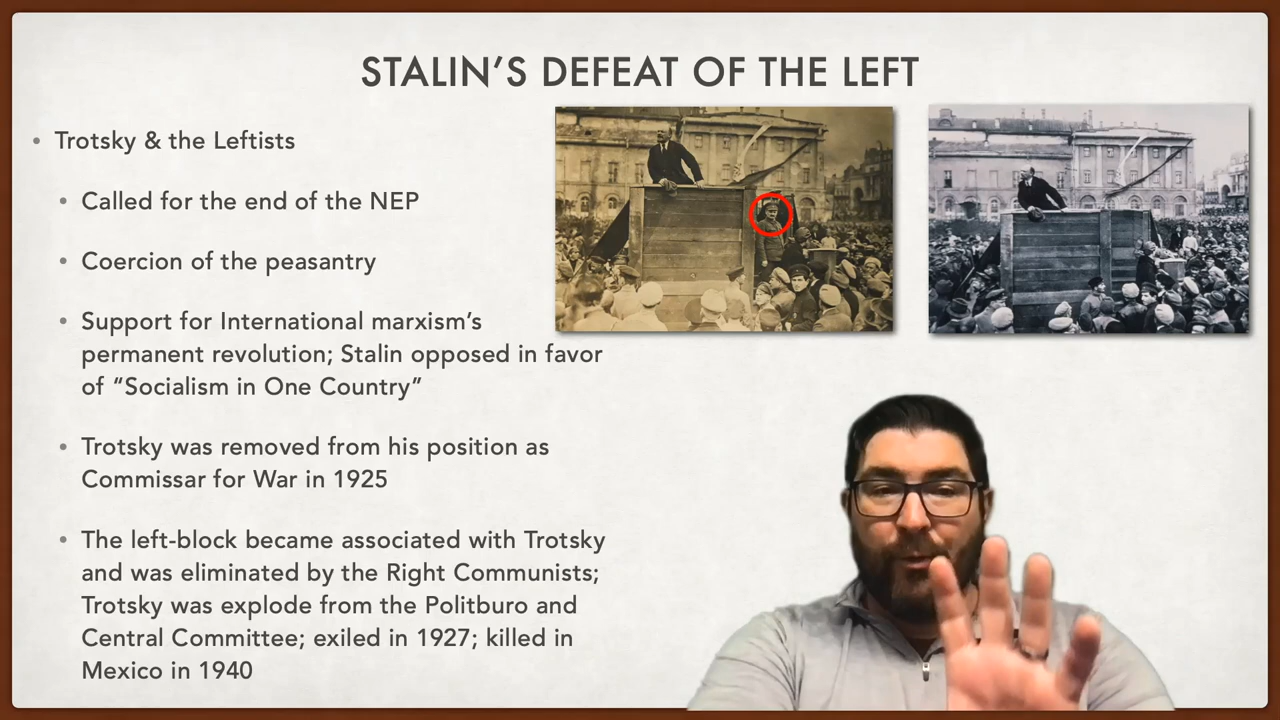 STALIN’S DEFEAT OF THE LEFT
• Trotsky & the Leftists
• Called for the end of the NEP
• Coercion of the peasantry
• Support for International marxism’s
permanent revolution; Stalin opposed in favor
of “Socialism in One Country”
• Trotsky was removed from his position as
Commissar for War in 1925
• The left-block became associated with Trotsky
and was eliminated by the Right Communists;
Trotsky was explode from the Politburo and
Central Committee; exiled in 1927; killed in
Mexico in 1940